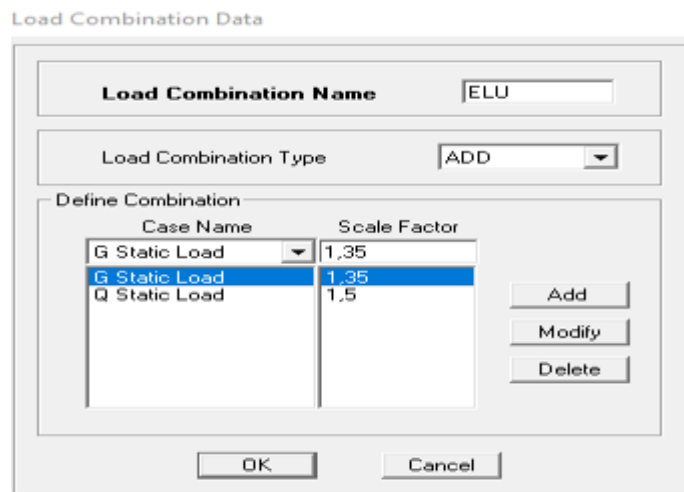 Load Combination Data
Load Combination Name ELU
Load Combination Type ADD
Define Combination
Case Name Scale Factor
G Static Load 1,35
G Static Load 1,35
Q Static Load 1,5
Add
Modify
Delete
OK Cancel